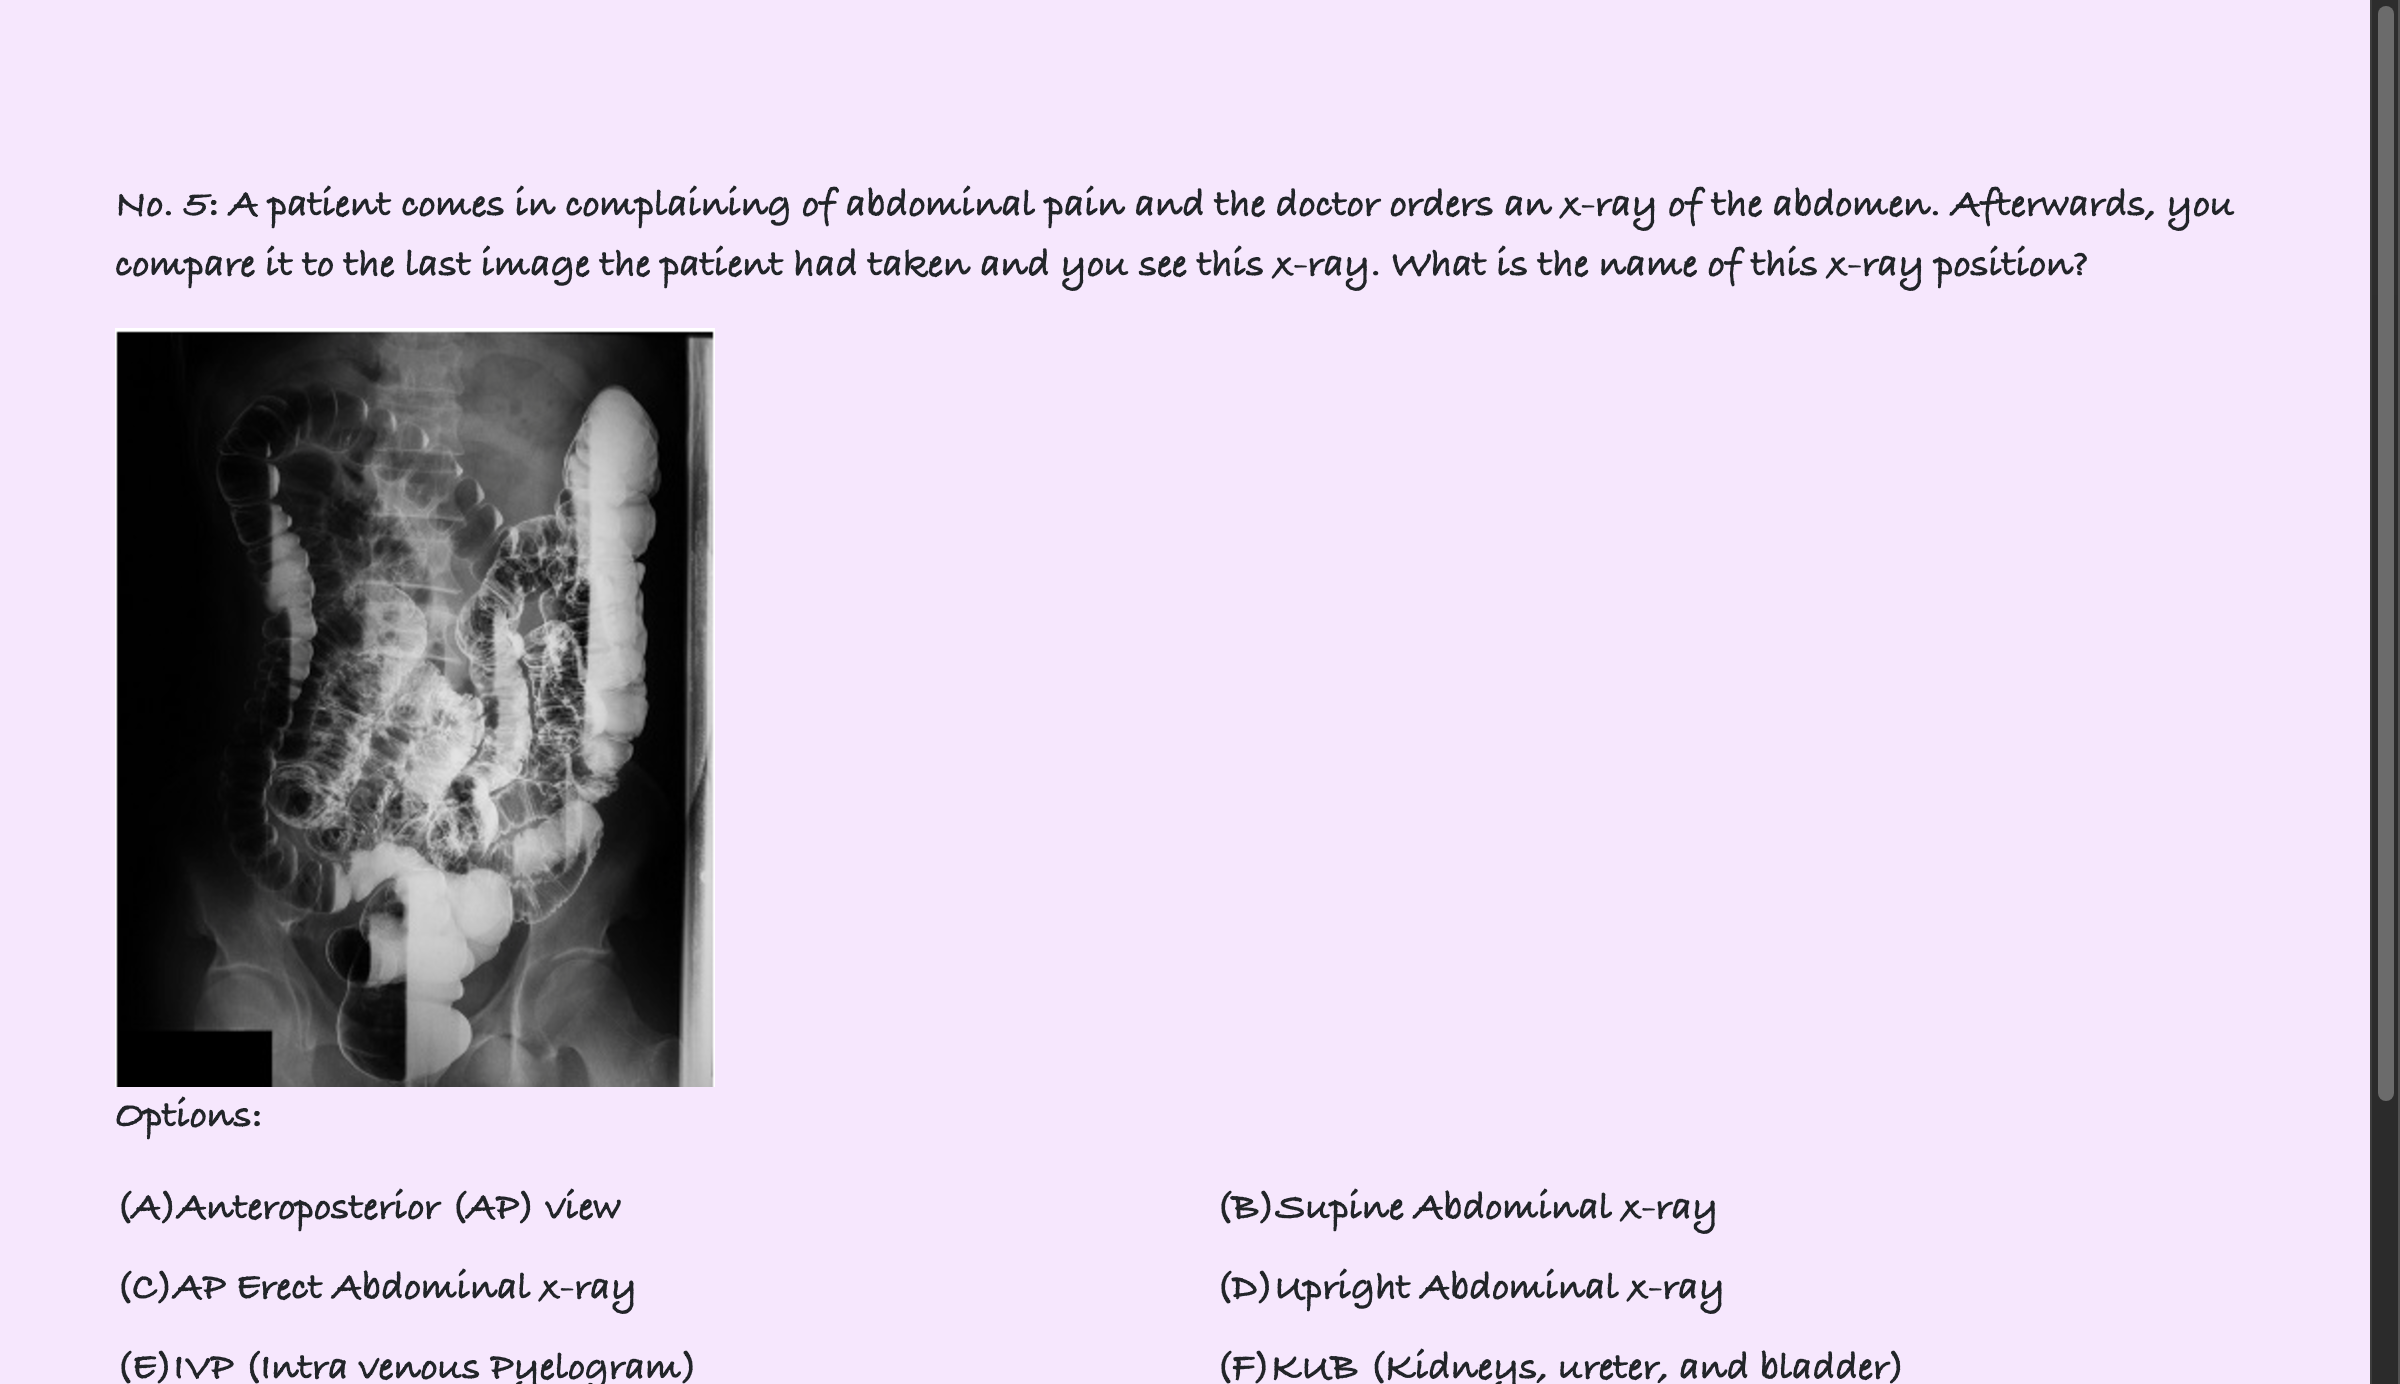 No. 5: A patient comes in complaining of abdominal pain and the doctor orders an x-ray of the abdomen. Afterwards, you
compare it to the last image the patient had taken and you see this x-ray. What is the name of this x-ray position?
Options:
(A)Anteroposterior (AP) view
(B)Supine Abdominal x-ray
(C)AP Erect Abdominal x-ray
(D)Upright Abdominal x-ray
(E)IVP (Intra venous Pyelogram)
(F)KUB (Kidneys, ureter, and bladder)